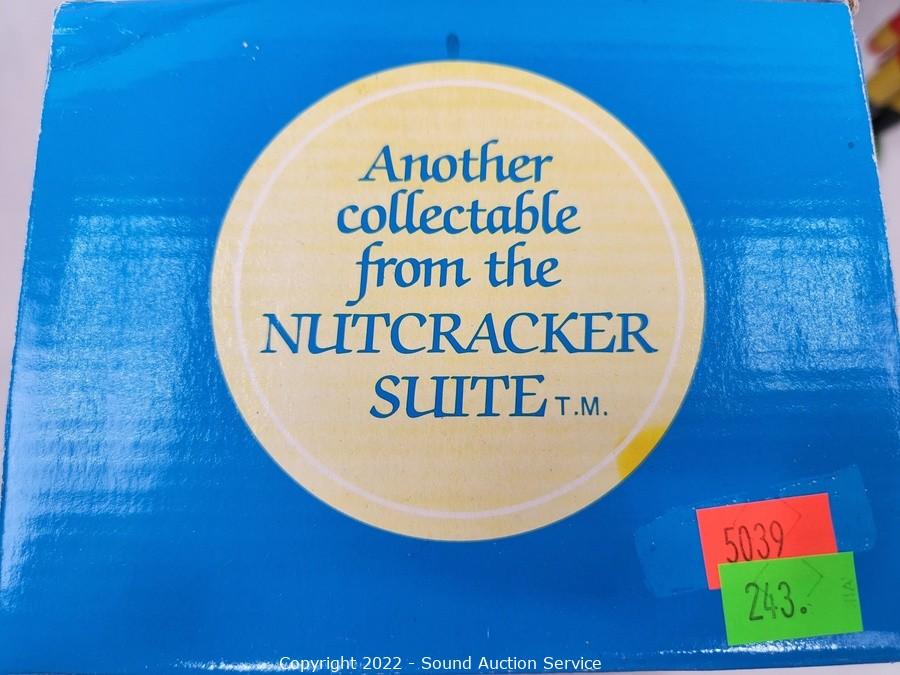 Another
collectable
from the
NUTCRACKER
SUITE T.M.
5039
243.
Copyright 2022 - Sound Auction Service